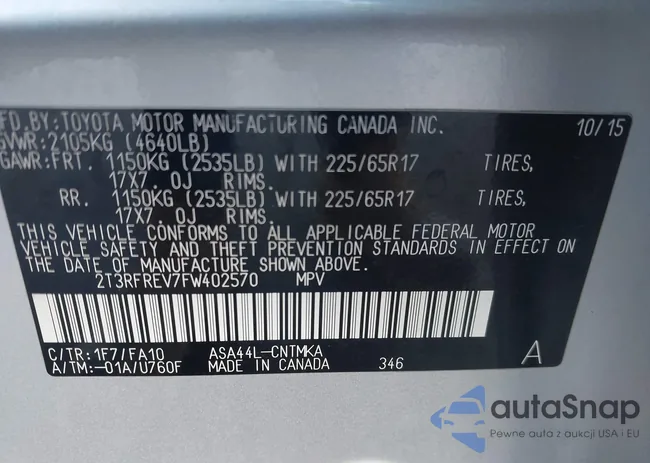 FD.BY:TOYOTA MOTOR MANUFACTURING CANADA INC. 10/15
GVWR:2105KG (4640LB)
GAWR:FRT. 1150KG (2535LB) WITH 225/65R17 TIRES,
17X7.0J RIMS.
RR. 1150KG (2535LB) WITH 225/65R17 TIRES,
17X7.0J RIMS.
THIS VEHICLE CONFORMS TO ALL APPLICABLE FEDERAL MOTOR
VEHICLE SAFETY AND THEFT PREVENTION STANDARDS IN EFFECT ON
THE DATE OF MANUFACTURE SHOWN ABOVE.
2T3RFREV7FW402570 MPV
C/TR:1F7/FA10 ASA44L-CNTMKA
A/TM:-01A/U760F MADE IN CANADA 346 A
autaSnap
Pewne auta z aukcji USA i EU